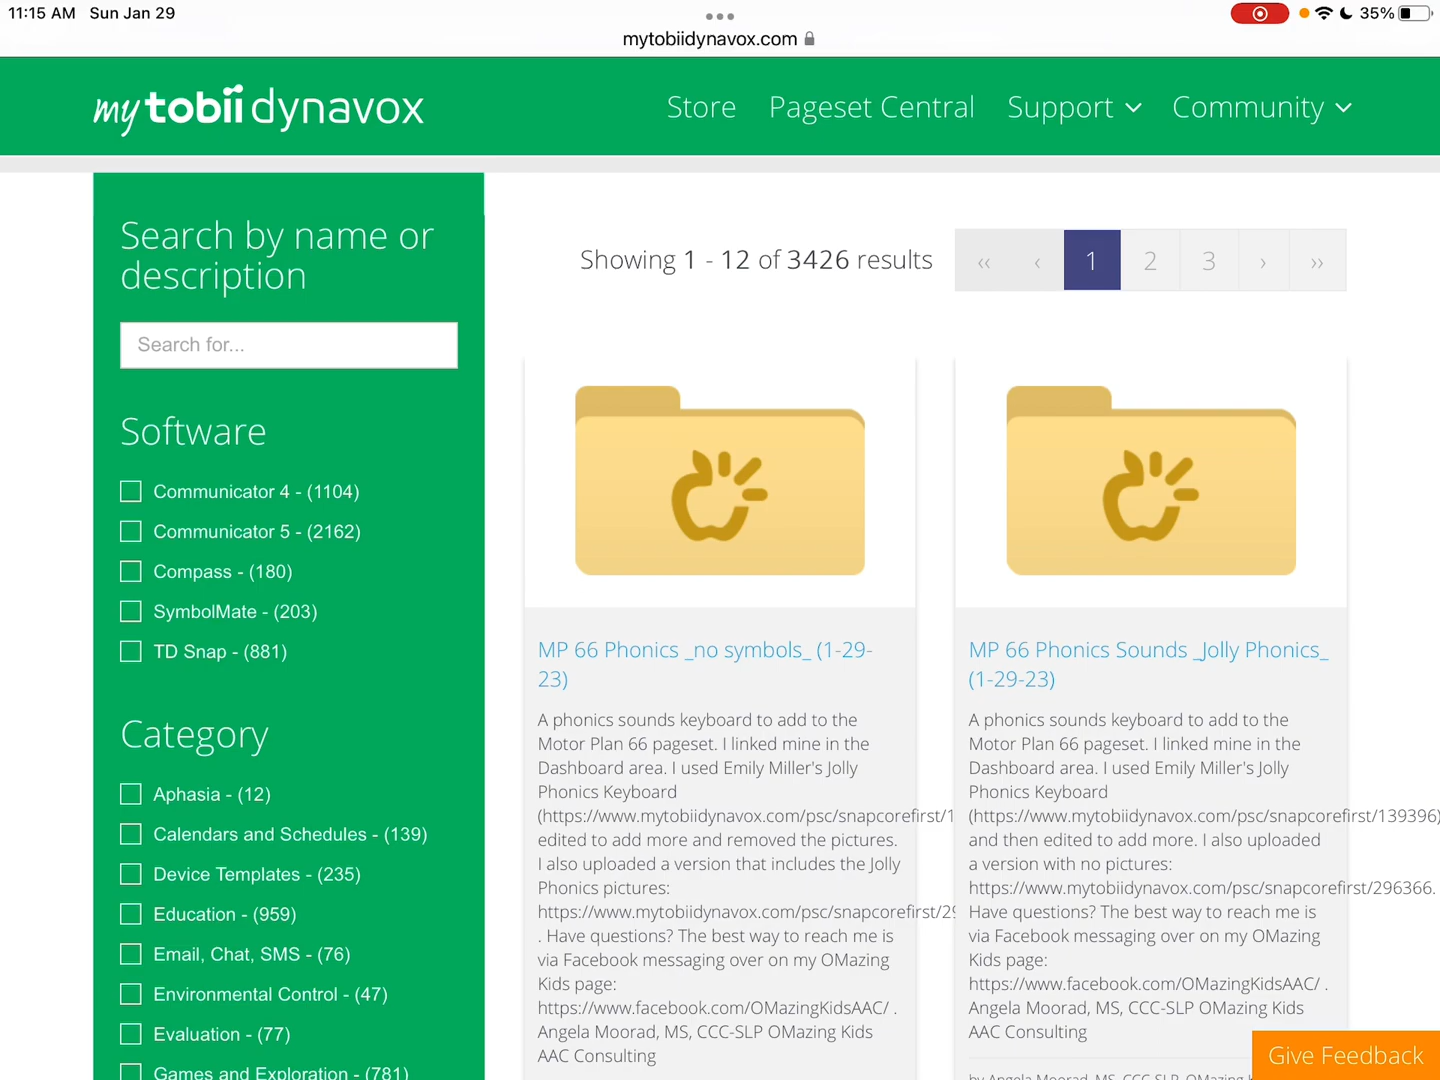 11:15 AM Sun Jan 29
35%
mytobiidynavox.com
my tobii dynavox
Store Pageset Central Support Community
Search by name or
description
Search for...
Software
Communicator 4 - (1104)
Communicator 5 - (2162)
Compass - (180)
SymbolMate - (203)
TD Snap - (881)
Category
Aphasia - (12)
Calendars and Schedules - (139)
Device Templates - (235)
Education - (959)
Email, Chat, SMS - (76)
Environmental Control - (47)
Evaluation - (77)
Games and Exploration - (781)
Showing 1 - 12 of 3426 results
‹‹ ‹ 1 2 3 › ››
MP 66 Phonics _no symbols_ (1-29-
23)
A phonics sounds keyboard to add to the
Motor Plan 66 pageset. I linked mine in the
Dashboard area. I used Emily Miller's Jolly
Phonics Keyboard
(https://www.mytobiidynavox.com/psc/snapcorefirst/1
edited to add more and removed the pictures.
I also uploaded a version that includes the Jolly
Phonics pictures:
https://www.mytobiidynavox.com/psc/snapcorefirst/29
. Have questions? The best way to reach me is
via Facebook messaging over on my OMazing
Kids page:
https://www.facebook.com/OMazingKidsAAC/ .
Angela Moorad, MS, CCC-SLP OMazing Kids
AAC Consulting
MP 66 Phonics Sounds _Jolly Phonics_
(1-29-23)
A phonics sounds keyboard to add to the
Motor Plan 66 pageset. I linked mine in the
Dashboard area. I used Emily Miller's Jolly
Phonics Keyboard
(https://www.mytobiidynavox.com/psc/snapcorefirst/139396)
and then edited to add more. I also uploaded
a version with no pictures:
https://www.mytobiidynavox.com/psc/snapcorefirst/296366.
Have questions? The best way to reach me is
via Facebook messaging over on my OMazing
Kids page:
https://www.facebook.com/OMazingKidsAAC/ .
Angela Moorad, MS, CCC-SLP OMazing Kids
AAC Consulting
by Angela Moorad, MS, CCC-SLP, OMazing
Give Feedback